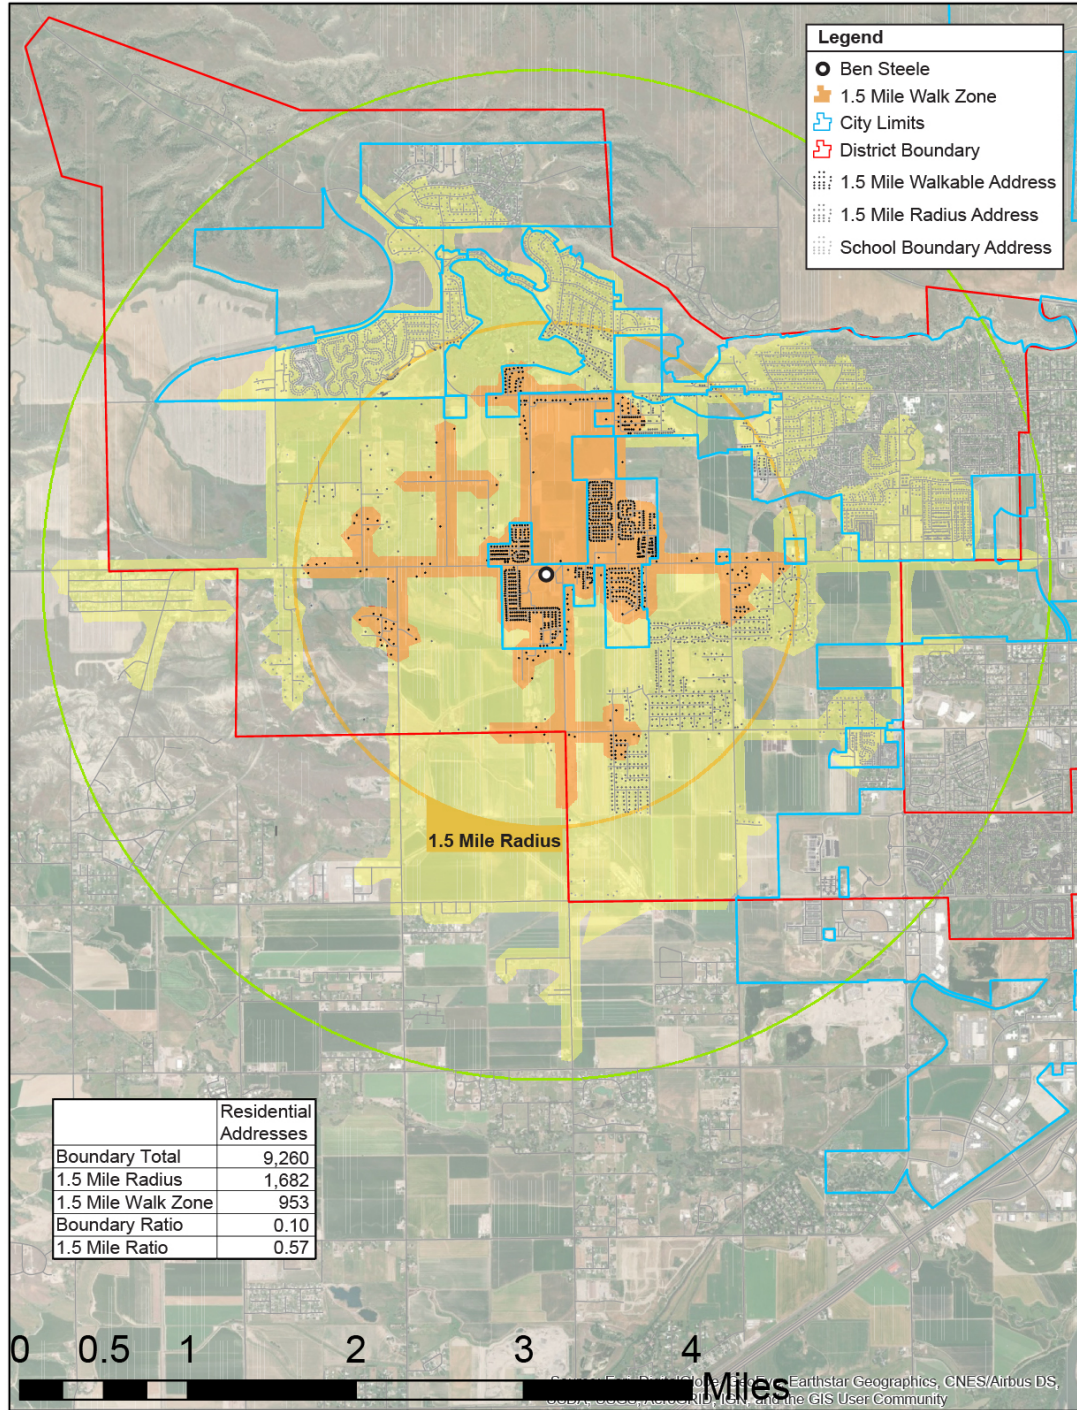 Legend
Ben Steele
1.5 Mile Walk Zone
City Limits
District Boundary
1.5 Mile Walkable Address
1.5 Mile Radius Address
School Boundary Address
1.5 Mile Radius
Residential
Addresses
Boundary Total 9,260
1.5 Mile Radius 1,682
1.5 Mile Walk Zone 953
Boundary Ratio 0.10
1.5 Mile Ratio 0.57
0 0.5 1 2 3 4
Miles
Earthstar Geographics, CNES/Airbus DS,
and the GIS User Community